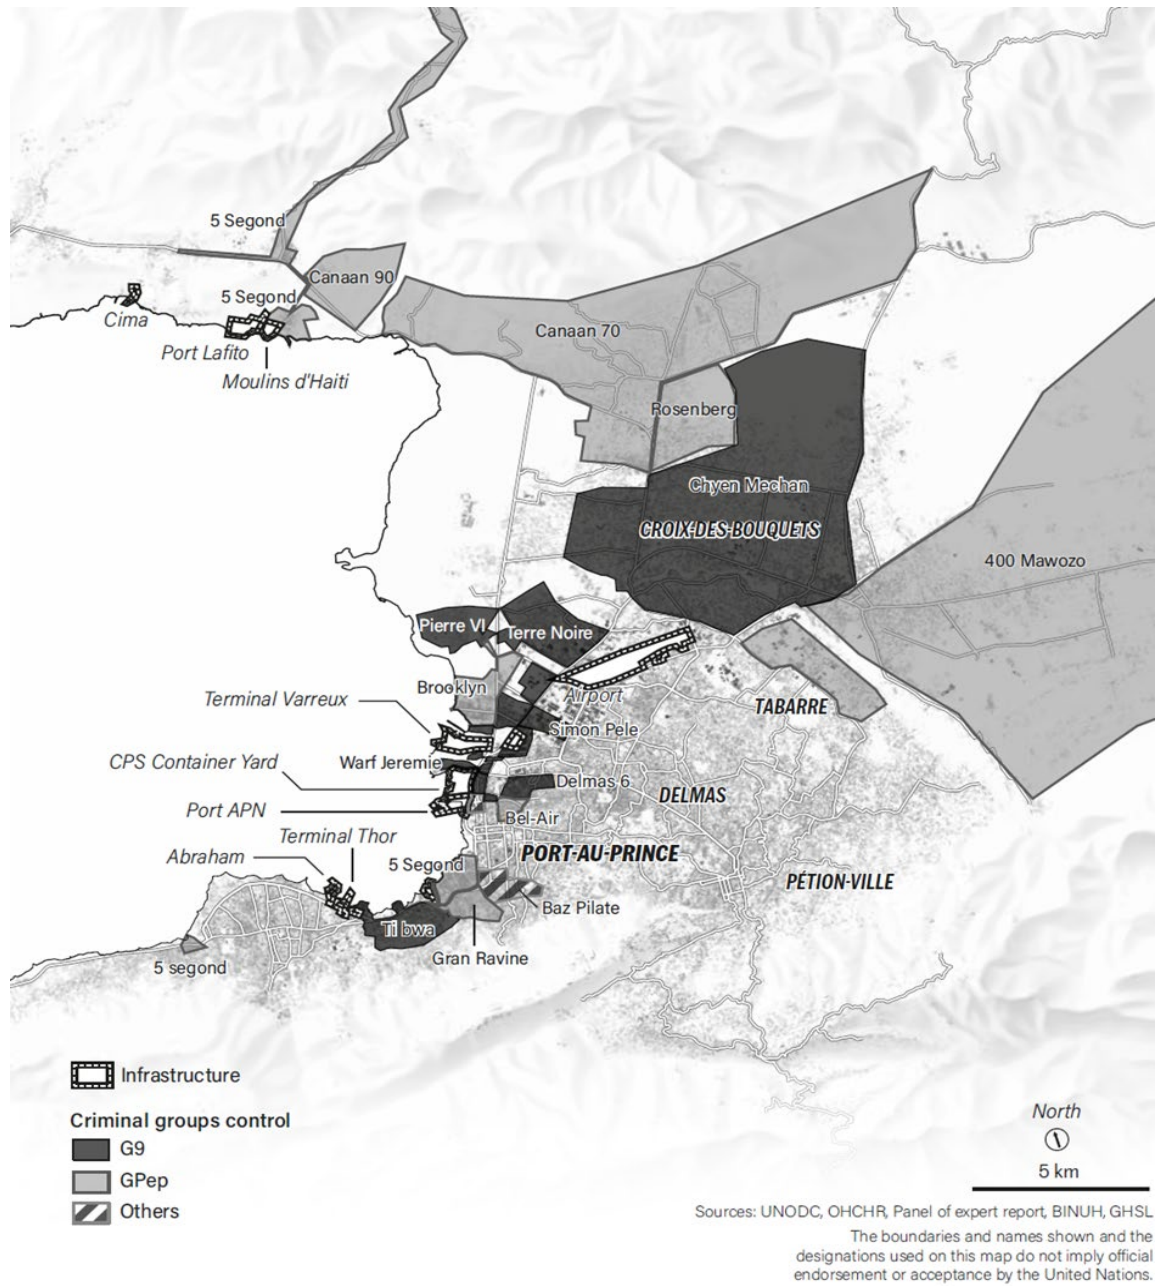 5 Segond
Canaan 90
5 Segond
Cima
Port Lafito
Moulins d'Haiti
Canaan 70
Rosenberg
Chyen Mechan
CROIX-DES-BOUQUETS
400 Mawozo
Pierre VI
Terre Noire
Brooklyn
Airport
Terminal Varreux
TABARRE
Simon Pele
Warf Jeremie
CPS Container Yard
Delmas 6
DELMAS
Port APN
Bel-Air
Terminal Thor
PORT-AU-PRINCE
Abraham
5 Segond
PÉTION-VILLE
Baz Pilate
Ti bwa
Gran Ravine
5 segond
Infrastructure
Criminal groups control
G9
GPep
Others
North
5 km
Sources: UNODC, OHCHR, Panel of expert report, BINUH, GHSL
The boundaries and names shown and the
designations used on this map do not imply official
endorsement or acceptance by the United Nations.